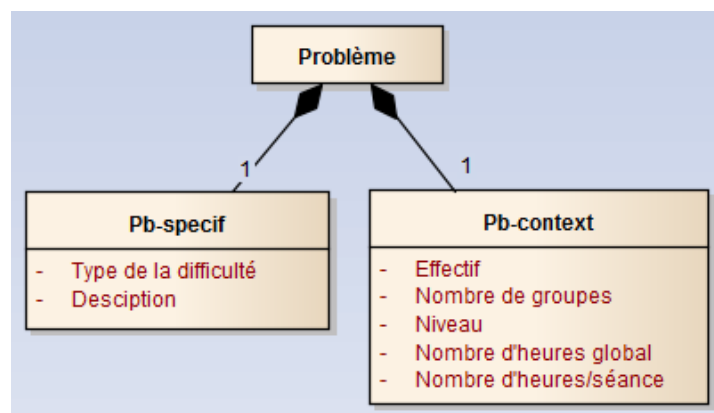 Problème
1
1
Pb-specif
- Type de la difficulté
- Desciption
Pb-context
- Effectif
- Nombre de groupes
- Niveau
- Nombre d'heures global
- Nombre d'heures/séance